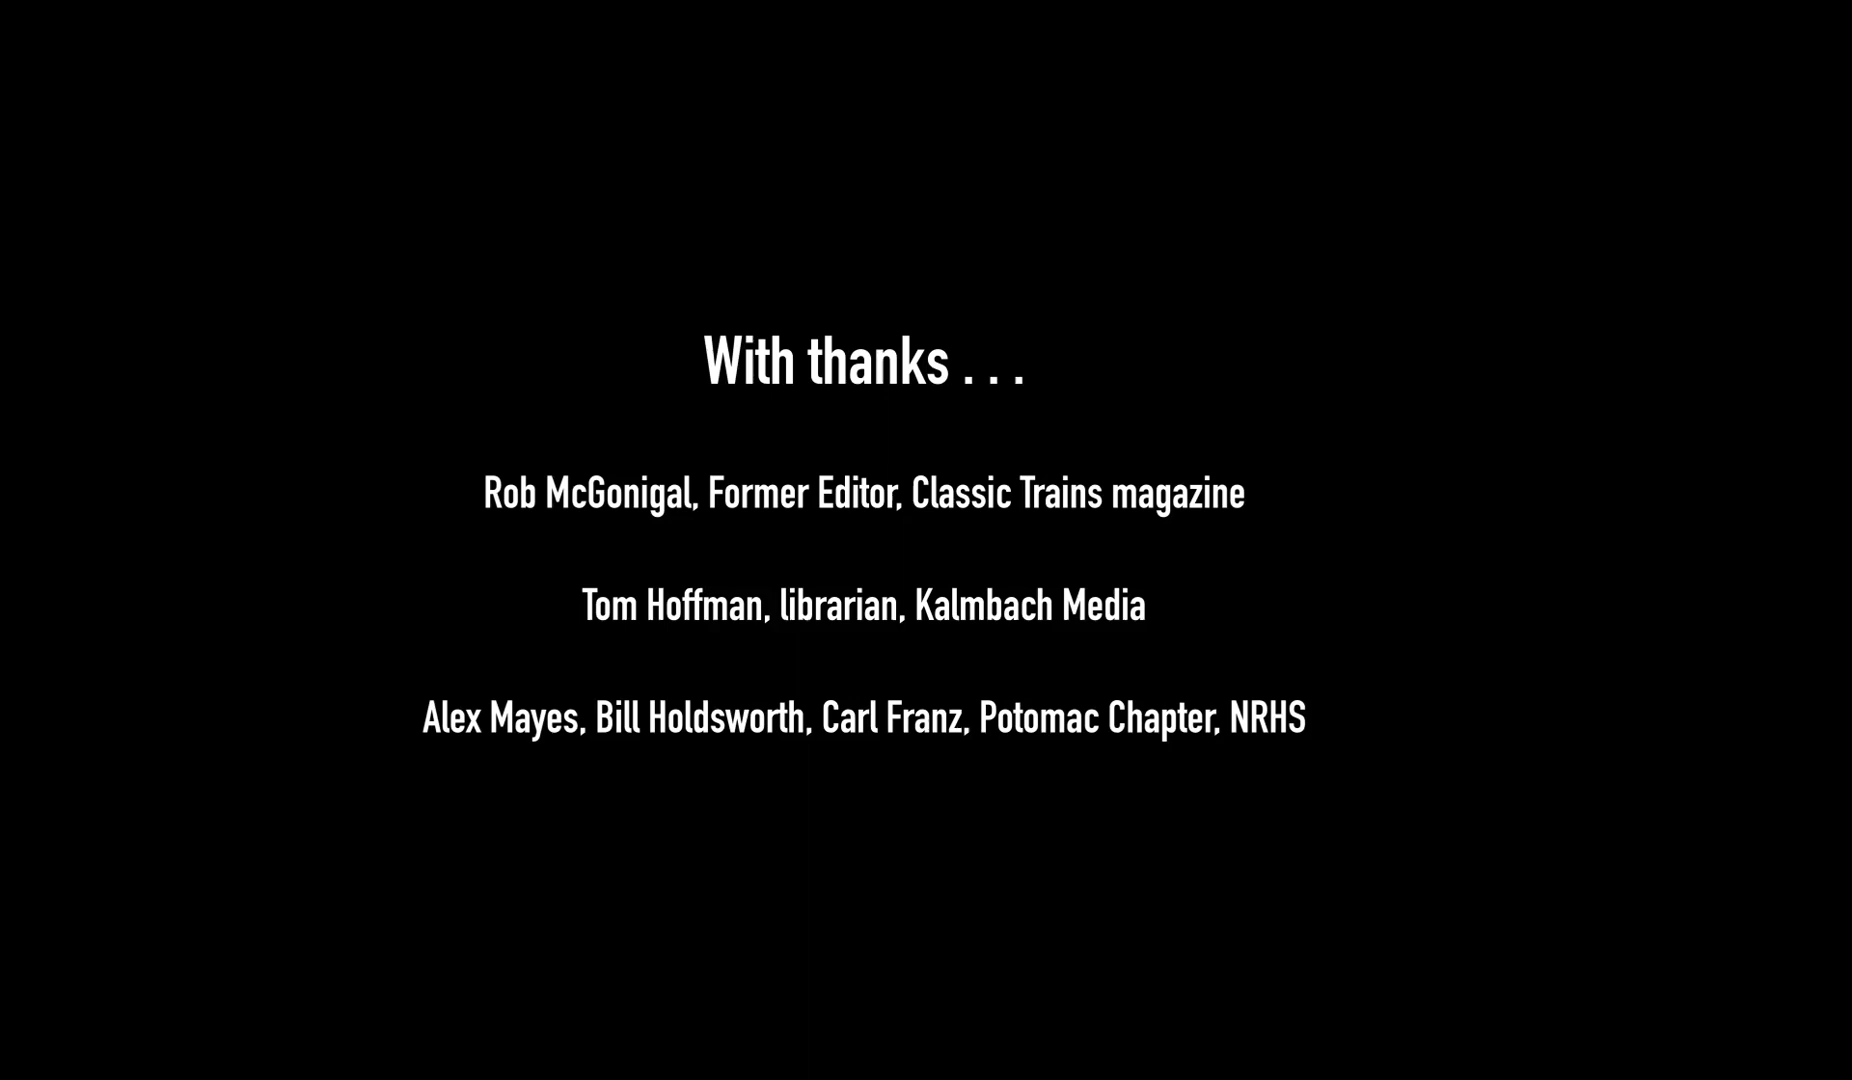 With thanks . . .
Rob McGonigal, Former Editor, Classic Trains magazine
Tom Hoffman, librarian, Kalmbach Media
Alex Mayes, Bill Holdsworth, Carl Franz, Potomac Chapter, NRHS